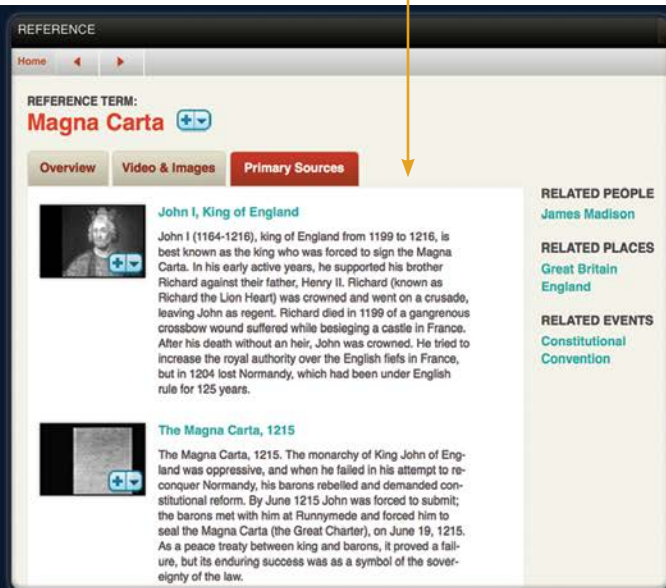 REFERENCE
Home
REFERENCE TERM:
Magna Carta
Overview Video & Images Primary Sources
John I, King of England
John I (1164-1216), king of England from 1199 to 1216, is
best known as the king who was forced to sign the Magna
Carta. In his early active years, he supported his brother
Richard against their father, Henry II. Richard (known as
Richard the Lion Heart) was crowned and went on a crusade,
leaving John as regent. Richard died in 1199 of a gangrenous
crossbow wound suffered while besieging a castle in France.
After his death without an heir, John was crowned. He tried to
increase the royal authority over the English fiefs in France,
but in 1204 lost Normandy, which had been under English
rule for 125 years.
The Magna Carta, 1215
The Magna Carta, 1215. The monarchy of King John of Eng-
land was oppressive, and when he failed in his attempt to re-
conquer Normandy, his barons rebelled and demanded con-
stitutional reform. By June 1215 John was forced to submit;
the barons met with him at Runnymede and forced him to
seal the Magna Carta (the Great Charter), on June 19, 1215.
As a peace treaty between king and barons, it proved a fail-
ure, but its enduring success was as a symbol of the sover-
eignty of the law.
RELATED PEOPLE
James Madison
RELATED PLACES
Great Britain
England
RELATED EVENTS
Constitutional
Convention